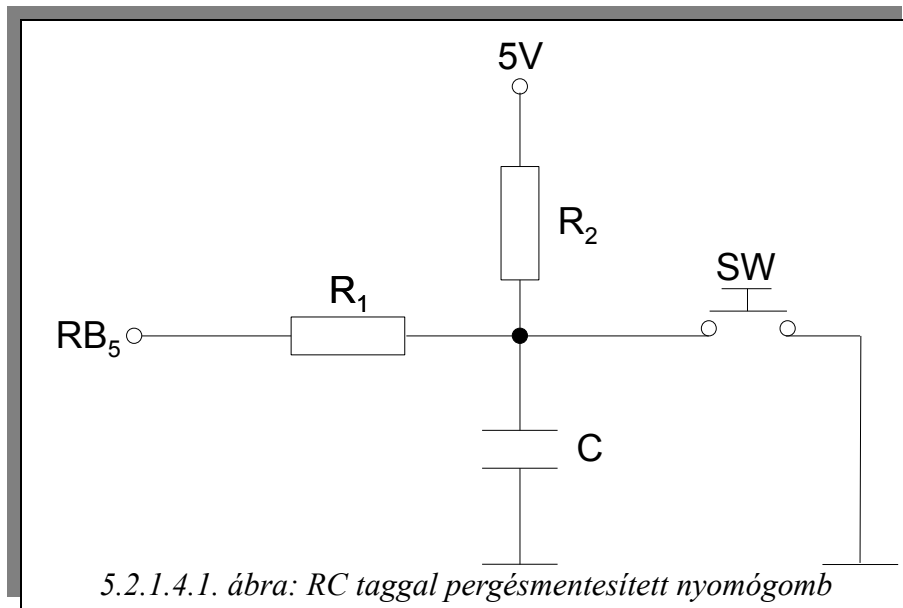 5V
R₂
SW
R₁
RB₅
C
5.2.1.4.1. ábra: RC taggal pergésmentesített nyomógomb